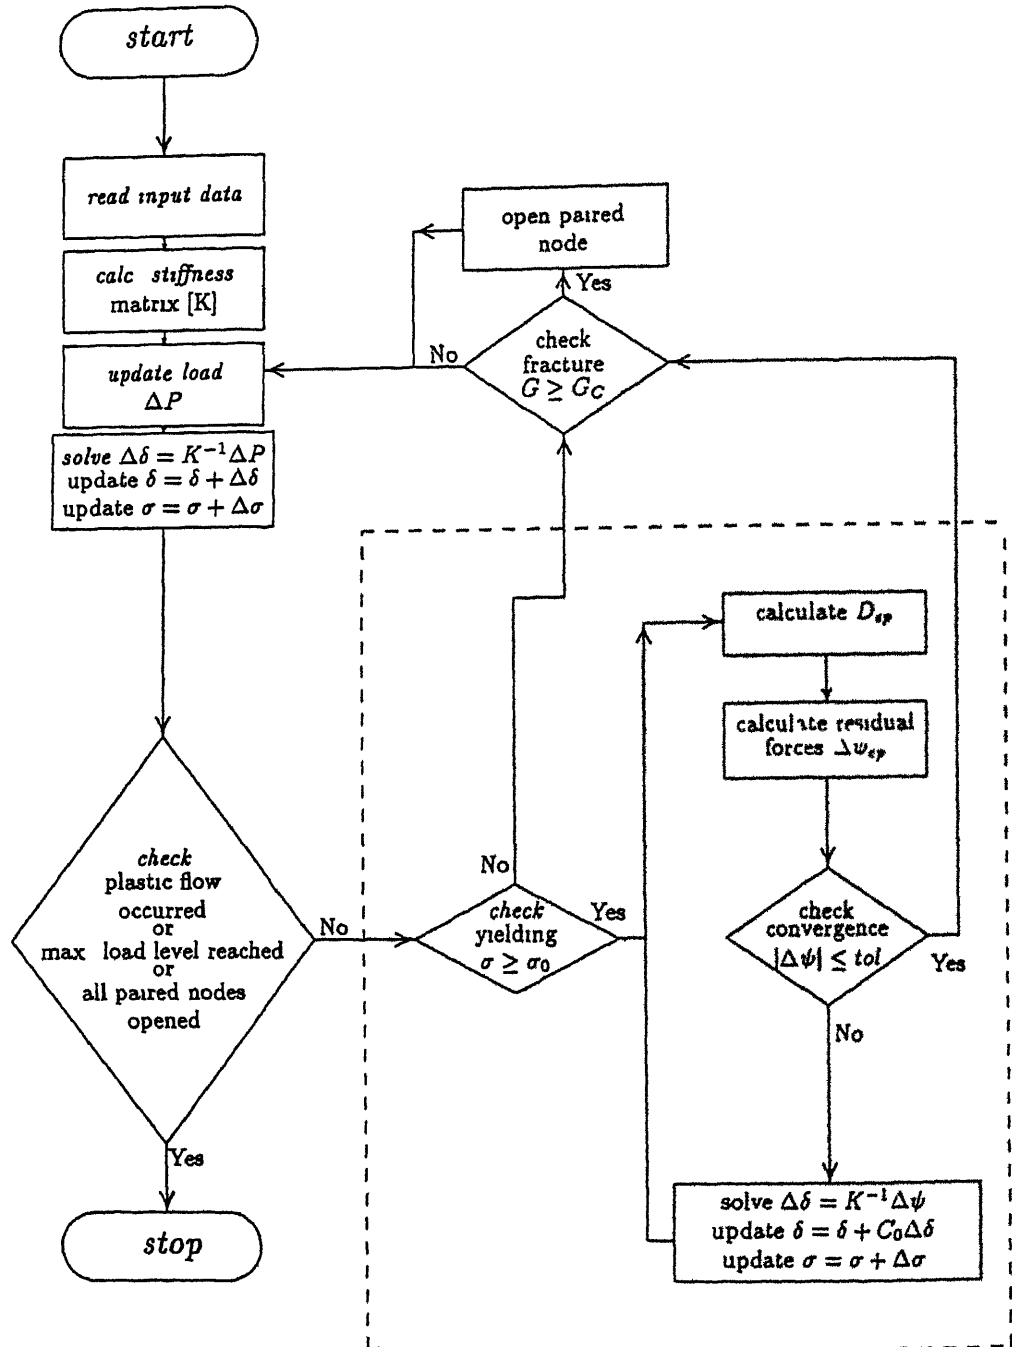 start
read input data
calc stiffness
matrix [K]
update load
ΔP
solve Δδ = K⁻¹ΔP
update δ = δ + Δδ
update σ = σ + Δσ
check
plastic flow
occurred
or
max load level reached
or
all paired nodes
opened
No
Yes
stop
open paired
node
Yes
check
fracture
G ≥ G_C
No
No
check
yielding
σ ≥ σ₀
Yes
calculate D_ep
calculate residual
forces Δψ_ep
check
convergence
|Δψ| ≤ tol
Yes
No
solve Δδ = K⁻¹Δψ
update δ = δ + C₀Δδ
update σ = σ + Δσ